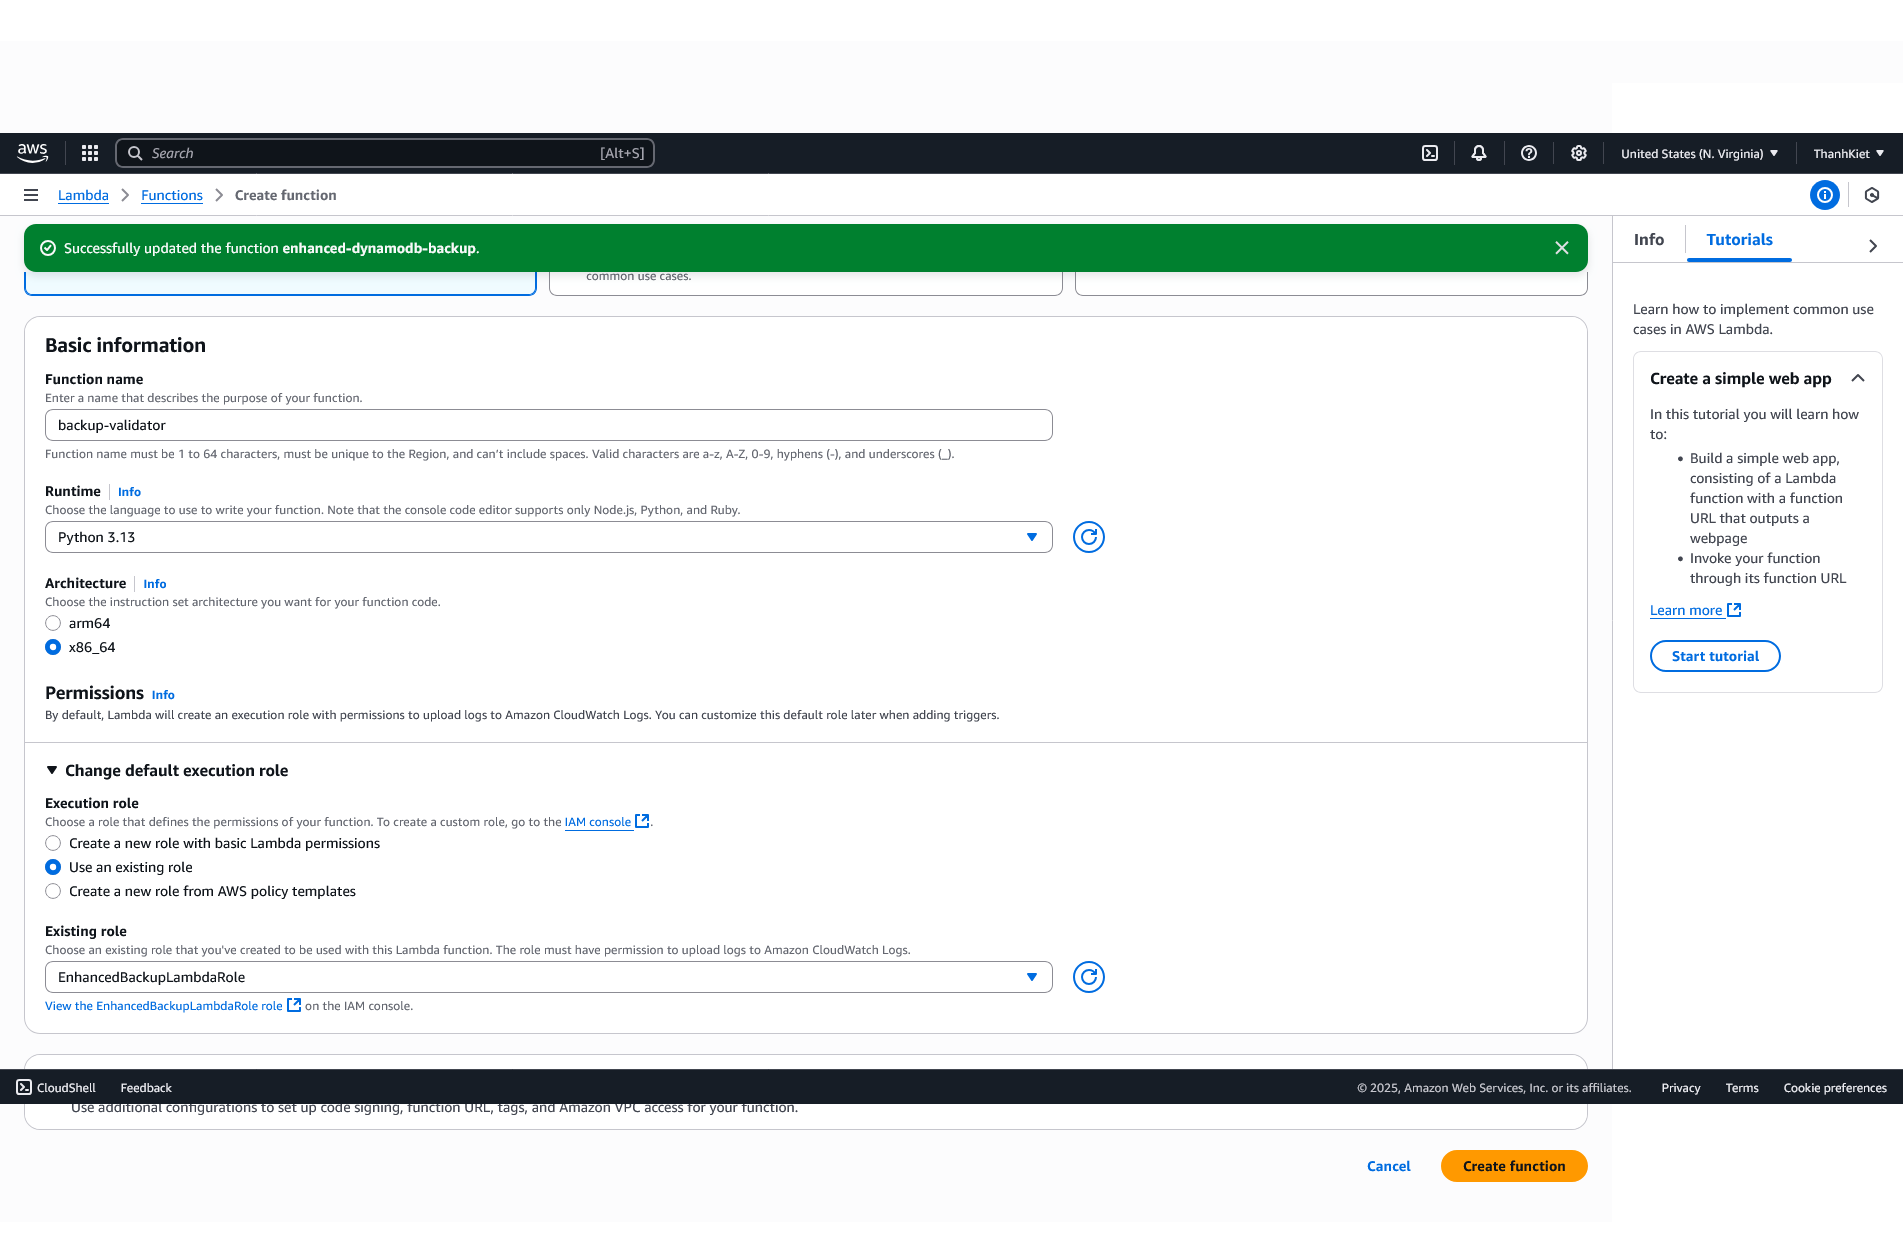 aws
Search [Alt+S]
United States (N. Virginia)
ThanhKiet
Lambda
Functions
Create function
Successfully updated the function enhanced-dynamodb-backup.
common use cases.
Basic information
Function name
Enter a name that describes the purpose of your function.
backup-validator
Function name must be 1 to 64 characters, must be unique to the Region, and can't include spaces. Valid characters are a-z, A-Z, 0-9, hyphens (-), and underscores (_).
Runtime Info
Choose the language to use to write your function. Note that the console code editor supports only Node.js, Python, and Ruby.
Python 3.13
Architecture Info
Choose the instruction set architecture you want for your function code.
arm64
x86_64
Permissions Info
By default, Lambda will create an execution role with permissions to upload logs to Amazon CloudWatch Logs. You can customize this default role later when adding triggers.
Change default execution role
Execution role
Choose a role that defines the permissions of your function. To create a custom role, go to the IAM console.
Create a new role with basic Lambda permissions
Use an existing role
Create a new role from AWS policy templates
Existing role
Choose an existing role that you've created to be used with this Lambda function. The role must have permission to upload logs to Amazon CloudWatch Logs.
EnhancedBackupLambdaRole
View the EnhancedBackupLambdaRole role on the IAM console.
Info
Tutorials
Learn how to implement common use
cases in AWS Lambda.
Create a simple web app
In this tutorial you will learn how
to:
• Build a simple web app,
consisting of a Lambda
function with a function
URL that outputs a
webpage
• Invoke your function
through its function URL
Learn more
Start tutorial
CloudShell
Feedback
© 2025, Amazon Web Services, Inc. or its affiliates.
Privacy
Terms
Cookie preferences
Use additional configurations to set up code signing, function URL, tags, and Amazon VPC access for your function.
Cancel
Create function